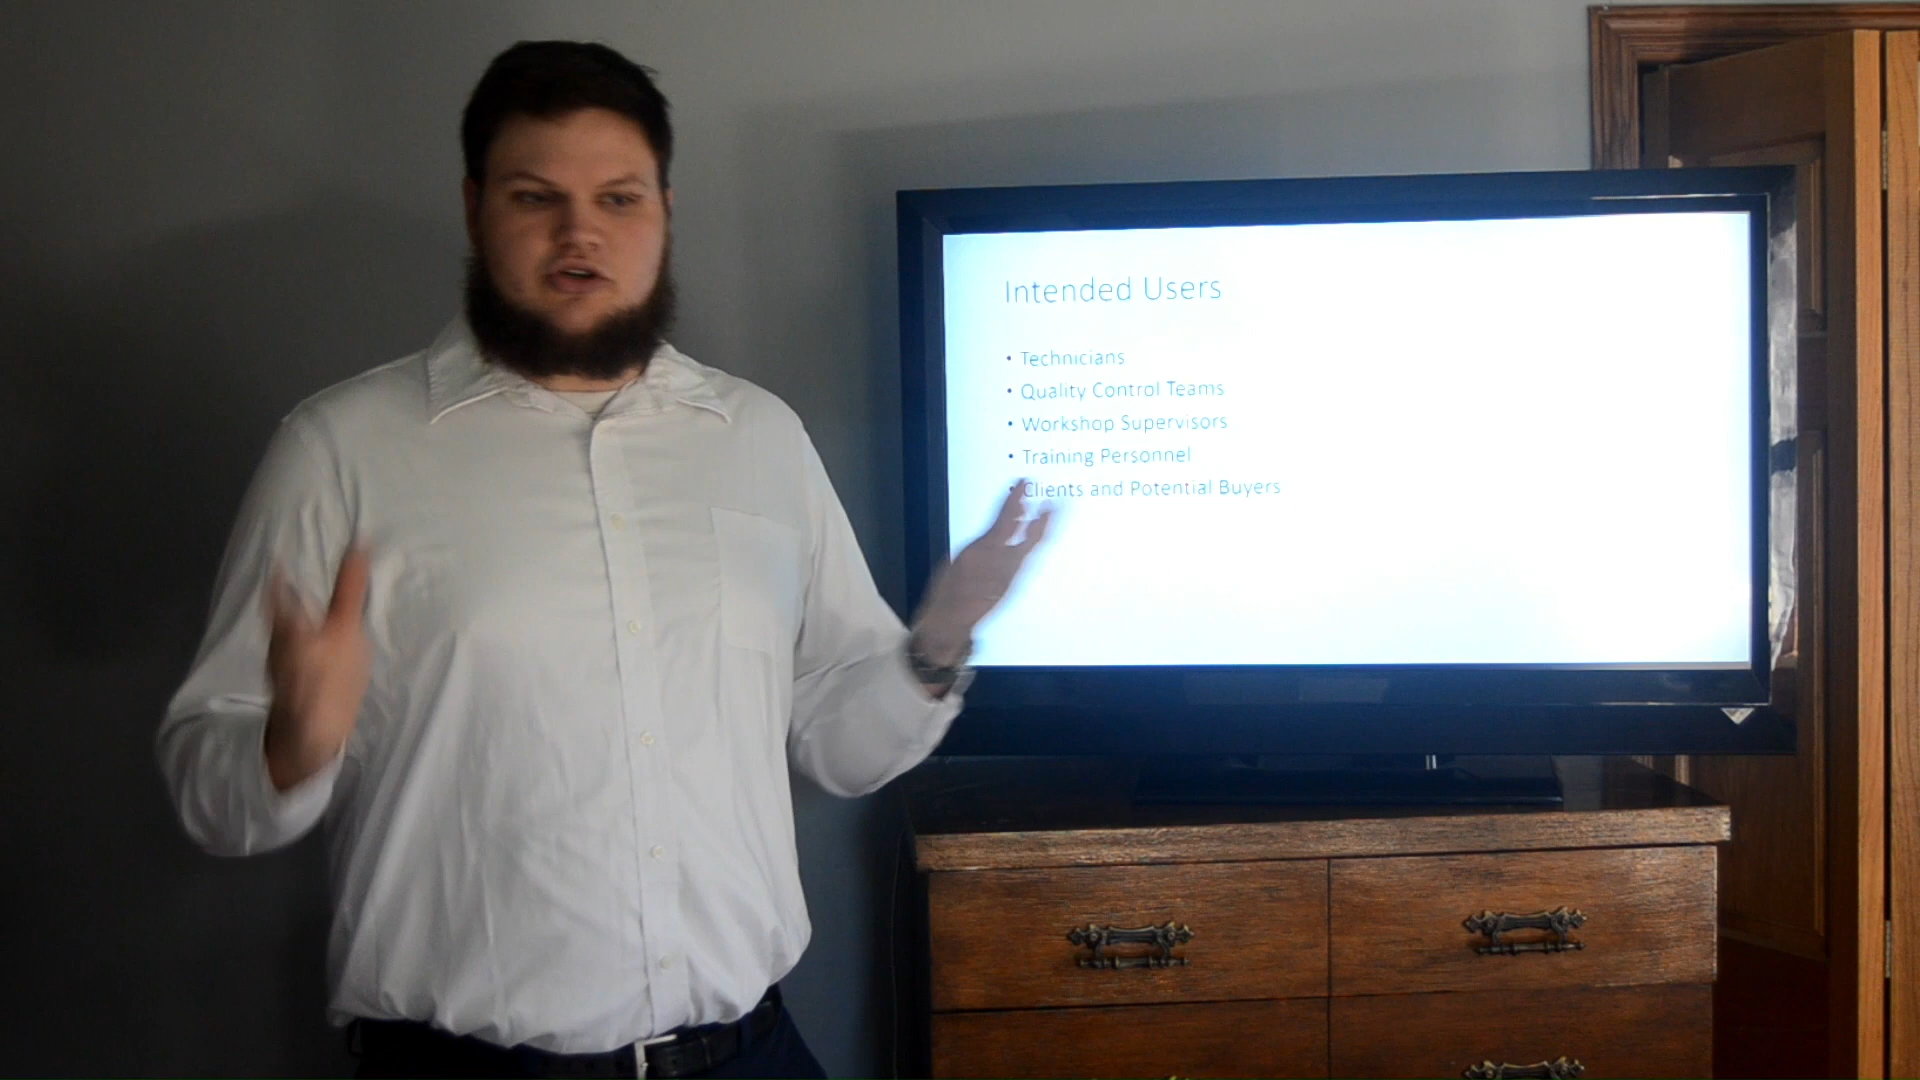 Intended Users
• Technicians
• Quality Control Teams
• Workshop Supervisors
• Training Personnel
• Clients and Potential Buyers